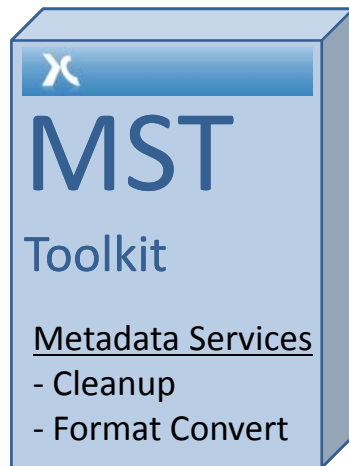 MST
Toolkit
Metadata Services
- Cleanup
- Format Convert